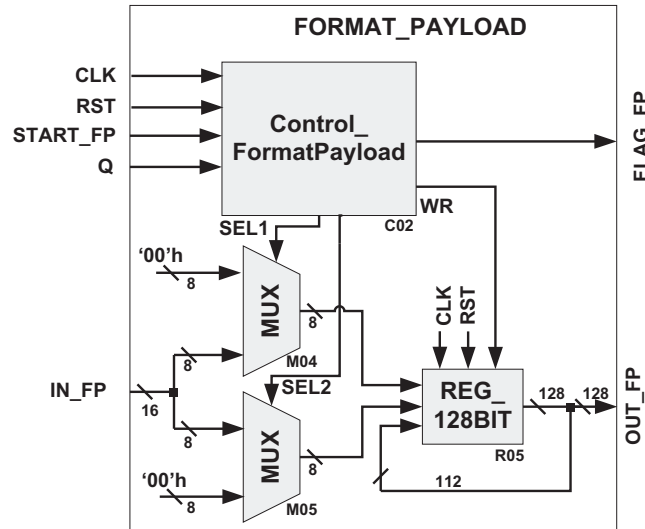 FORMAT_PAYLOAD
CLK
RST
START_FP
Q
Control_
FormatPayload
C02
FLAG_FP
WR
SEL1
'00'h
8
MUX
8
M04
8
CLK
RST
IN_FP
16
SEL2
8
MUX
8
M05
'00'h
8
REG_
128BIT
R05
128
128
OUT_FP
112